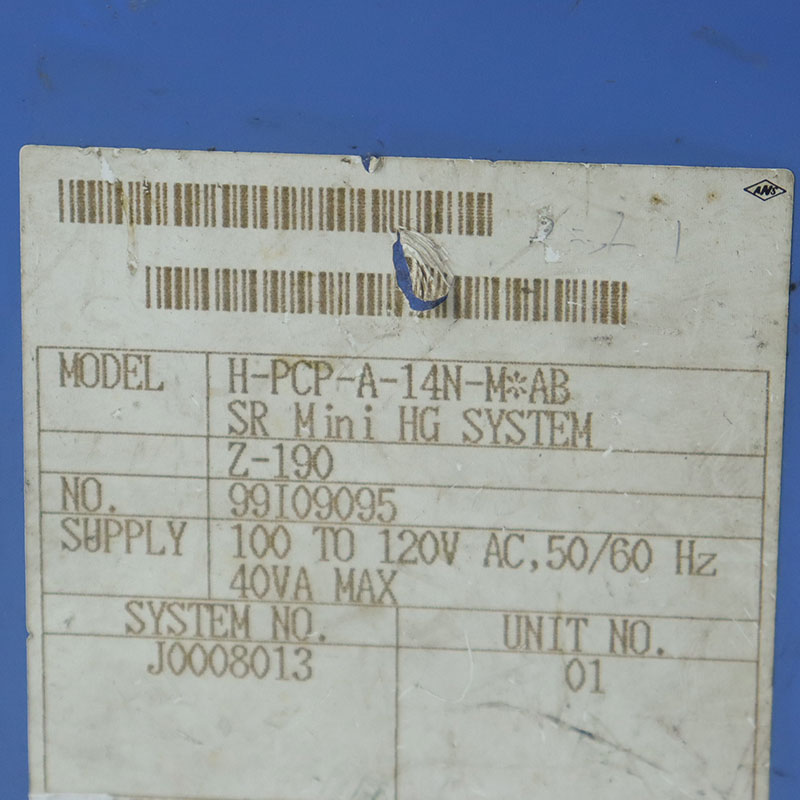 ANS
MODEL H-PCP-A-14N-M*AB
SR Mini HG SYSTEM
Z-190
NO. 99I09095
SUPPLY 100 TO 120V AC,50/60 Hz
40VA MAX
SYSTEM NO. UNIT NO.
J0008013 01